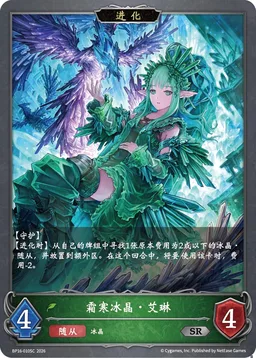 进化
【守护】
【进化时】从自己的牌组中寻找1张原本费用为2或以下的冰晶・
随从，并放置到额外区。在这个回合中，将要使用该卡时，费
用-2。
霜寒冰晶・艾琳
4
随从
冰晶
SR
4
© Cygames, Inc. Published by NetEase Games